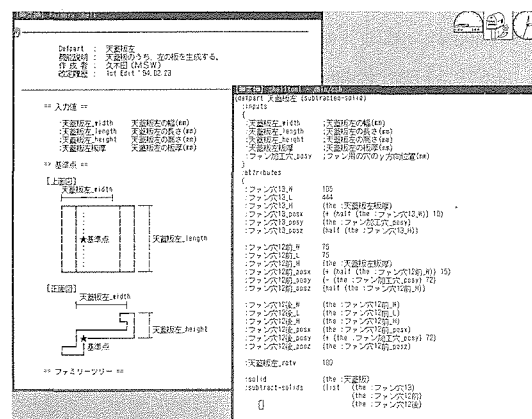 Defpart : 天蓋板左
機能説明 : 天蓋板のうち、左の板を生成する。
作 成 者 : 久木田 (MSW)
改定履歴 : 1st Edit '94.02.23
== 入力値 ==
:天蓋板左_width 天蓋板左の幅(mm)
:天蓋板左_length 天蓋板左の長さ(mm)
:天蓋板左_height 天蓋板左の高さ(mm)
:天蓋板左板厚 天蓋板左の板厚(mm)
== 基準点 ==
[上面図]
天蓋板左_width
★基準点
天蓋板左_length
[正面図]
天蓋板左_width
天蓋板左_height
★
基準点
== ファミリーツリー ==
shelltool - /bin/csh
(defpart 天蓋板左 (subtracted-solid)
:inputs
(
:天蓋板左_width ;天蓋板左の幅(mm)
:天蓋板左_length ;天蓋板左の長さ(mm)
:天蓋板左_height ;天蓋板左の高さ(mm)
:天蓋板左板厚 ;天蓋板左の板厚(mm)
:ファン加工穴_posy ;ファン用の穴のy方向位置(mm)
)
:attributes
(
:ファン穴13_W 105
:ファン穴13_L 444
:ファン穴13_H (the :天蓋板左板厚)
:ファン穴13_posx (+ (half (the :ファン穴13_W)) 10)
:ファン穴13_posy (the :ファン加工穴_posy)
:ファン穴13_posz (half (the :ファン穴13_H))
:ファン穴12前_W 75
:ファン穴12前_L 75
:ファン穴12前_H (the :天蓋板左板厚)
:ファン穴12前_posx (+ (half (the :ファン穴12前_W)) 15)
:ファン穴12前_posy (- (the :ファン加工穴_posy) 72)
:ファン穴12前_posz (half (the :ファン穴12前_H))
:ファン穴12後_W (the :ファン穴12前_W)
:ファン穴12後_L (the :ファン穴12前_L)
:ファン穴12後_H (the :ファン穴12前_H)
:ファン穴12後_posx (the :ファン穴12前_posx)
:ファン穴12後_posy (+ (the :ファン加工穴_posy) 72)
:ファン穴12後_posz (the :ファン穴12前_posz)
:天蓋板左_rotv 180
:solid (the :天蓋板)
:subtract-solids (list (the :ファン穴13)
(the :ファン穴12前)
(the :ファン穴12後)